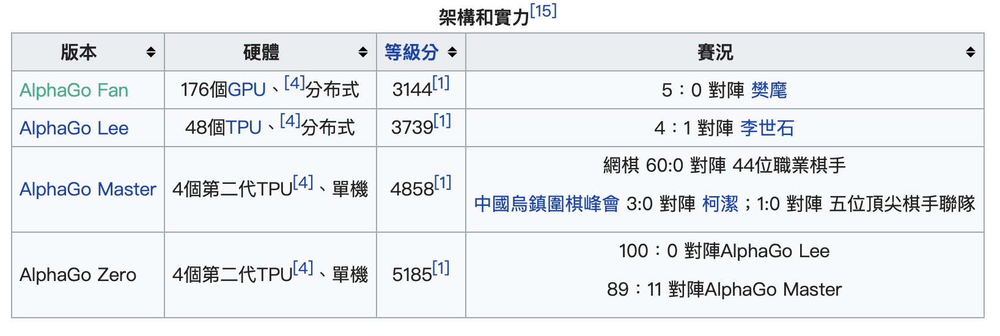 架構和實力[15]
版本 硬體 等級分 賽況
AlphaGo Fan 176個GPU、[4]分布式 3144[1] 5：0 對陣 樊麾
AlphaGo Lee 48個TPU、[4]分布式 3739[1] 4：1 對陣 李世石
AlphaGo Master 4個第二代TPU[4]、單機 4858[1] 網棋 60:0 對陣 44位職業棋手
中國烏鎮圍棋峰會 3:0 對陣 柯潔；1:0 對陣 五位頂尖棋手聯隊
AlphaGo Zero 4個第二代TPU[4]、單機 5185[1] 100：0 對陣AlphaGo Lee
89：11 對陣AlphaGo Master